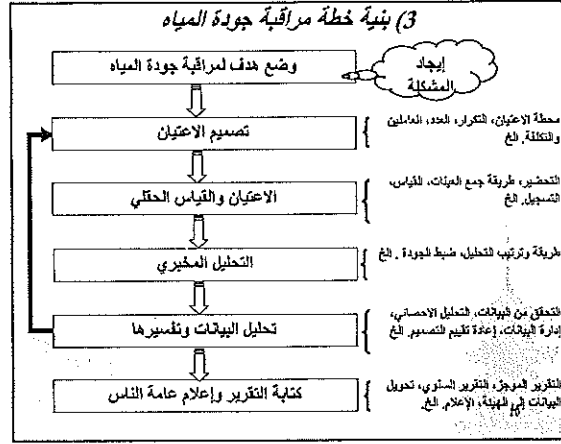 3) بنية خطة مراقبة جودة المياه
إيجاد
المشكلة
وضع هدف لمراقبة جودة المياه
تصميم الاعتيان
محطة الاعتيان، التكرار، العدد، العاملين
والتكلفة. الخ
الاعتيان والقياس الحقلي
التحضير، طريقة جمع العينات، القياس،
التسجيل. الخ
التحليل المخبري
طريقة وترتيب التحليل، ضبط الجودة . الخ
تحليل البيانات وتفسيرها
التحقق من البيانات، التحليل الاحصائي،
إدارة البيانات، إعادة تقييم التصميم. الخ
كتابة التقرير وإعلام عامة الناس
التقرير الموجز، التقرير السنوي، تحويل
البيانات إلى الهيئة، الإعلام. الخ.